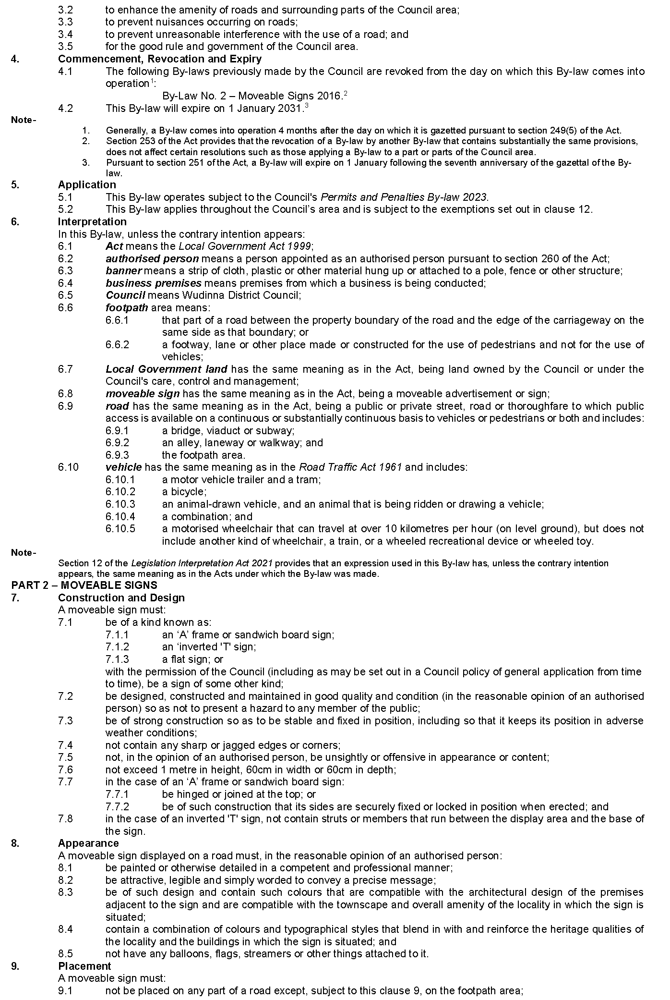 3.2 to enhance the amenity of roads and surrounding parts of the Council area;
3.3 to prevent nuisances occurring on roads;
3.4 to prevent unreasonable interference with the use of a road; and
3.5 for the good rule and government of the Council area.
4. Commencement, Revocation and Expiry
4.1 The following By-laws previously made by the Council are revoked from the day on which this By-law comes into
operation1:
By-Law No. 2 – Moveable Signs 2016.2
4.2 This By-law will expire on 1 January 2031.3
Note-
1. Generally, a By-law comes into operation 4 months after the day on which it is gazetted pursuant to section 249(5) of the Act.
2. Section 253 of the Act provides that the revocation of a By-law by another By-law that contains substantially the same provisions,
does not affect certain resolutions such as those applying a By-law to a part or parts of the Council area.
3. Pursuant to section 251 of the Act, a By-law will expire on 1 January following the seventh anniversary of the gazettal of the By-
law.
5. Application
5.1 This By-law operates subject to the Council's Permits and Penalties By-law 2023.
5.2 This By-law applies throughout the Council’s area and is subject to the exemptions set out in clause 12.
6. Interpretation
In this By-law, unless the contrary intention appears:
6.1 Act means the Local Government Act 1999;
6.2 authorised person means a person appointed as an authorised person pursuant to section 260 of the Act;
6.3 banner means a strip of cloth, plastic or other material hung up or attached to a pole, fence or other structure;
6.4 business premises means premises from which a business is being conducted;
6.5 Council means Wudinna District Council;
6.6 footpath area means:
6.6.1 that part of a road between the property boundary of the road and the edge of the carriageway on the
same side as that boundary; or
6.6.2 a footway, lane or other place made or constructed for the use of pedestrians and not for the use of
vehicles;
6.7 Local Government land has the same meaning as in the Act, being land owned by the Council or under the
Council's care, control and management;
6.8 moveable sign has the same meaning as in the Act, being a moveable advertisement or sign;
6.9 road has the same meaning as in the Act, being a public or private street, road or thoroughfare to which public
access is available on a continuous or substantially continuous basis to vehicles or pedestrians or both and includes:
6.9.1 a bridge, viaduct or subway;
6.9.2 an alley, laneway or walkway; and
6.9.3 the footpath area.
6.10 vehicle has the same meaning as in the Road Traffic Act 1961 and includes:
6.10.1 a motor vehicle trailer and a tram;
6.10.2 a bicycle;
6.10.3 an animal-drawn vehicle, and an animal that is being ridden or drawing a vehicle;
6.10.4 a combination; and
6.10.5 a motorised wheelchair that can travel at over 10 kilometres per hour (on level ground), but does not
include another kind of wheelchair, a train, or a wheeled recreational device or wheeled toy.
Note-
Section 12 of the Legislation Interpretation Act 2021 provides that an expression used in this By-law has, unless the contrary intention
appears, the same meaning as in the Acts under which the By-law was made.
PART 2 – MOVEABLE SIGNS
7. Construction and Design
A moveable sign must:
7.1 be of a kind known as:
7.1.1 an ‘A’ frame or sandwich board sign;
7.1.2 an ‘inverted 'T' sign;
7.1.3 a flat sign; or
with the permission of the Council (including as may be set out in a Council policy of general application from time
to time), be a sign of some other kind;
7.2 be designed, constructed and maintained in good quality and condition (in the reasonable opinion of an authorised
person) so as not to present a hazard to any member of the public;
7.3 be of strong construction so as to be stable and fixed in position, including so that it keeps its position in adverse
weather conditions;
7.4 not contain any sharp or jagged edges or corners;
7.5 not, in the opinion of an authorised person, be unsightly or offensive in appearance or content;
7.6 not exceed 1 metre in height, 60cm in width or 60cm in depth;
7.7 in the case of an ‘A’ frame or sandwich board sign:
7.7.1 be hinged or joined at the top; or
7.7.2 be of such construction that its sides are securely fixed or locked in position when erected; and
7.8 in the case of an inverted 'T' sign, not contain struts or members that run between the display area and the base of
the sign.
8. Appearance
A moveable sign displayed on a road must, in the reasonable opinion of an authorised person:
8.1 be painted or otherwise detailed in a competent and professional manner;
8.2 be attractive, legible and simply worded to convey a precise message;
8.3 be of such design and contain such colours that are compatible with the architectural design of the premises
adjacent to the sign and are compatible with the townscape and overall amenity of the locality in which the sign is
situated;
8.4 contain a combination of colours and typographical styles that blend in with and reinforce the heritage qualities of
the locality and the buildings in which the sign is situated; and
8.5 not have any balloons, flags, streamers or other things attached to it.
9. Placement
A moveable sign must:
9.1 not be placed on any part of a road except, subject to this clause 9, on the footpath area;